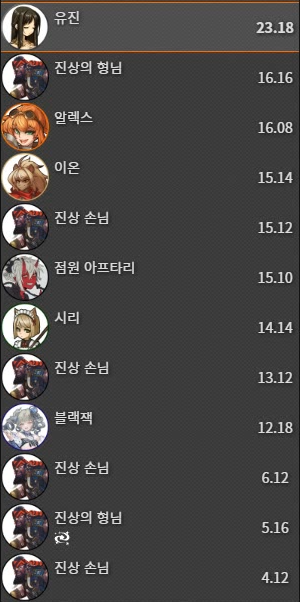 유진
23.18
진상의 형님
16.16
알렉스
16.08
이온
15.14
진상 손님
15.12
점원 아프타리
15.10
시리
14.14
진상 손님
13.12
블랙잭
12.18
진상 손님
6.12
진상의 형님
5.16
진상 손님
4.12